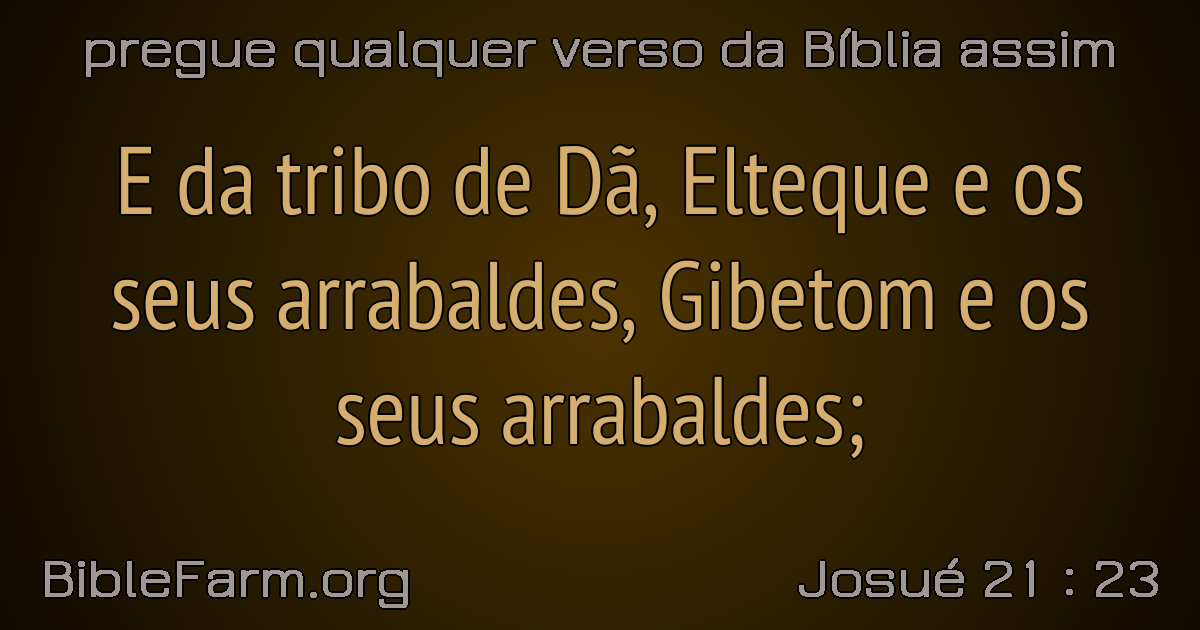 pregue qualquer verso da Bíblia assim
E da tribo de Dã, Elteque e os
seus arrabaldes, Gibetom e os
seus arrabaldes;
BibleFarm.org
Josué 21 : 23